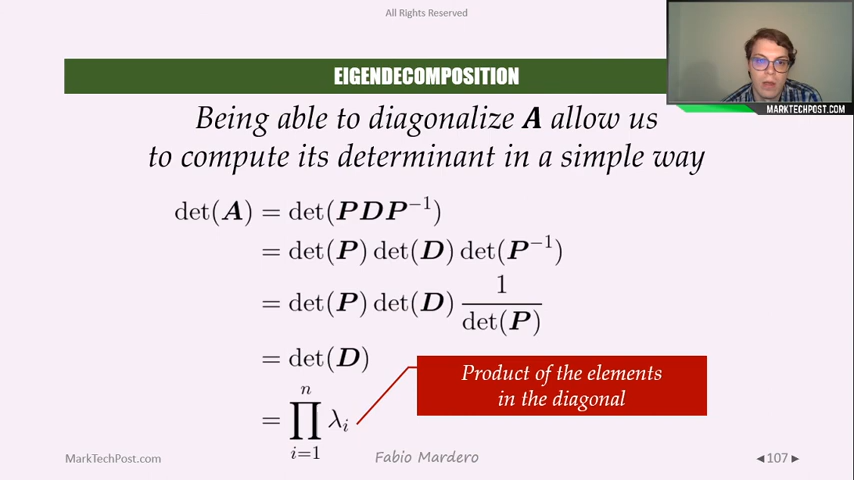 All Rights Reserved
MARKTECHPOST.COM
EIGENDECOMPOSITION
Being able to diagonalize A allow us
to compute its determinant in a simple way
det(A) = det(PDP⁻¹)
= det(P) det(D) det(P⁻¹)
= det(P) det(D) 1/det(P)
= det(D)
= ∏ᵢ₌₁ⁿ λᵢ
Product of the elements
in the diagonal
MarkTechPost.com
Fabio Mardero
◄107►